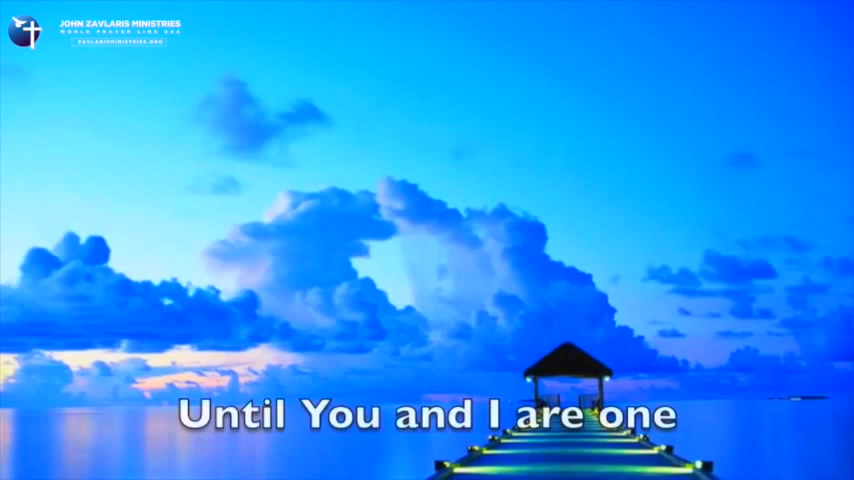 JOHN ZAVLARIS MINISTRIES
WORLD PRAYER LINE USA
ZAVLARISMINISTRIES.ORG
Until You and I are one